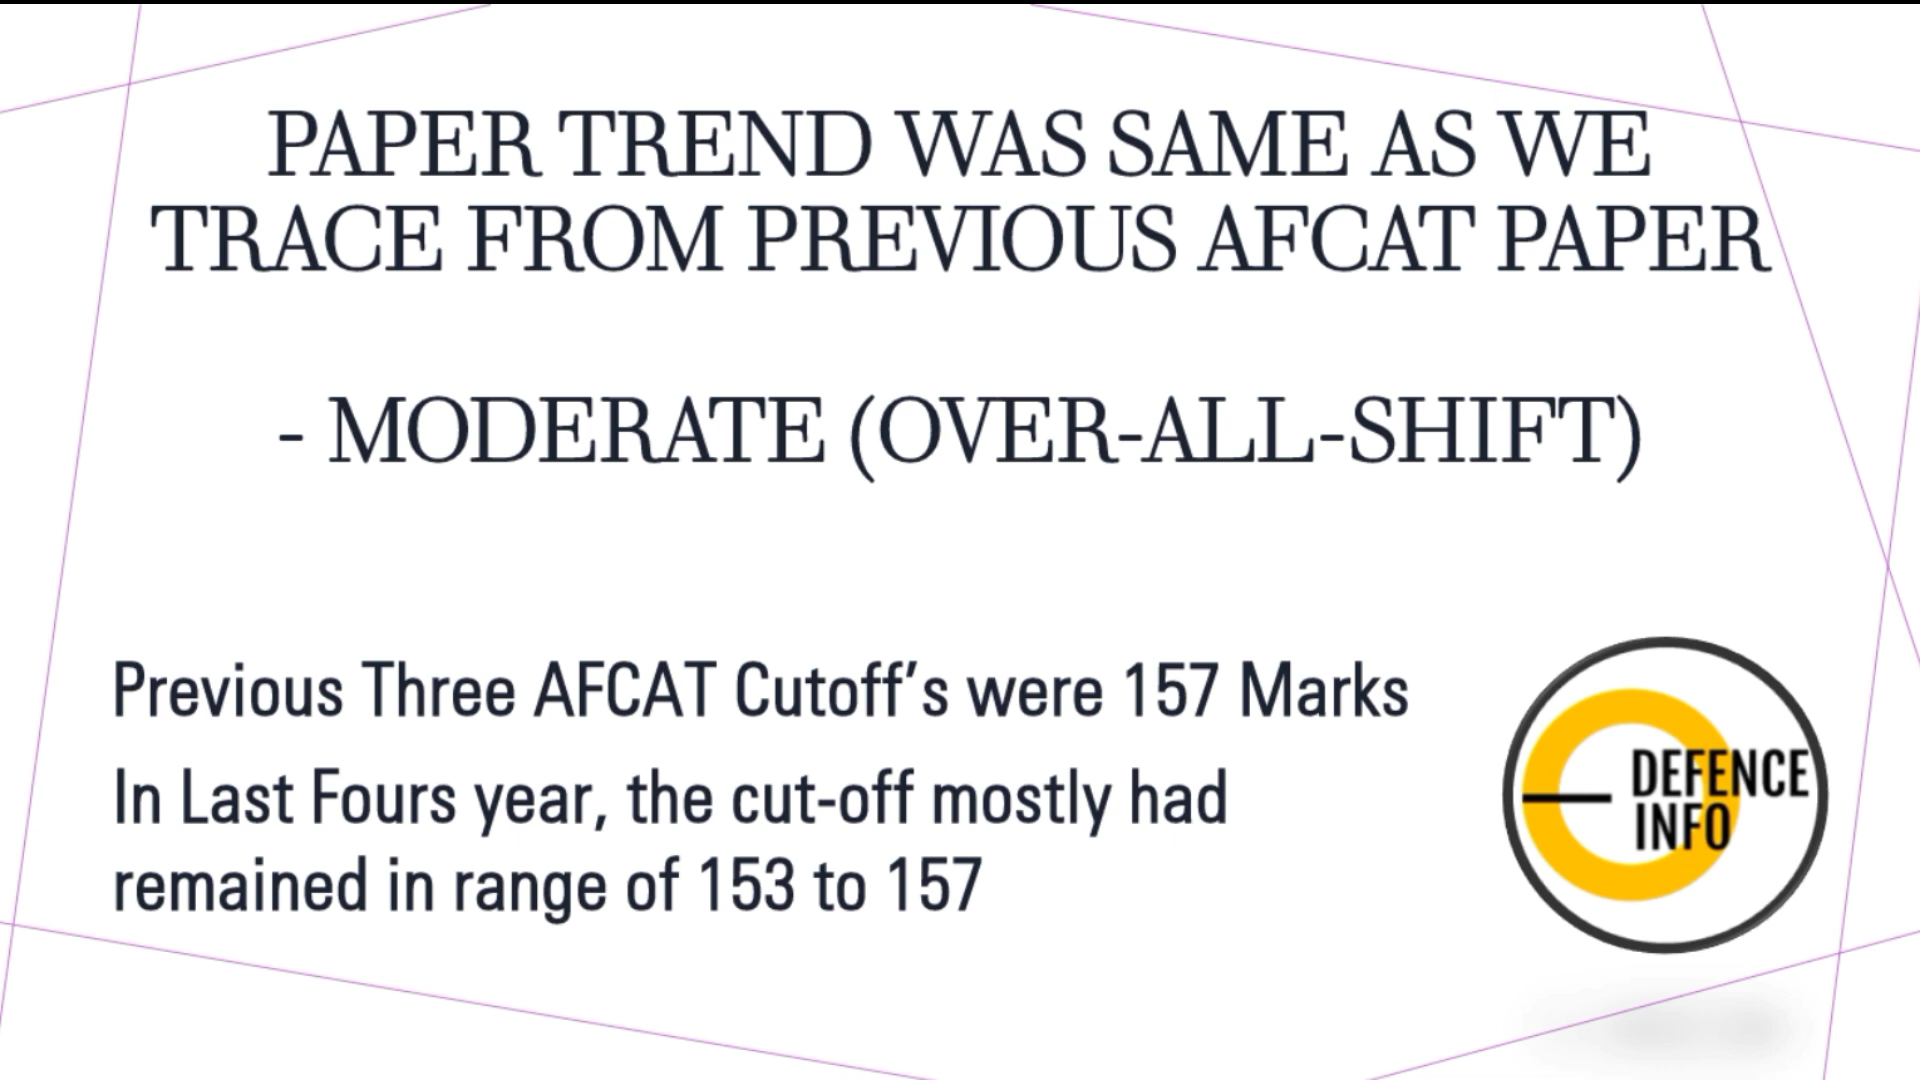 PAPER TREND WAS SAME AS WE
TRACE FROM PREVIOUS AFCAT PAPER
- MODERATE (OVER-ALL-SHIFT)
Previous Three AFCAT Cutoff’s were 157 Marks
In Last Fours year, the cut-off mostly had
remained in range of 153 to 157
DEFENCE
INFO